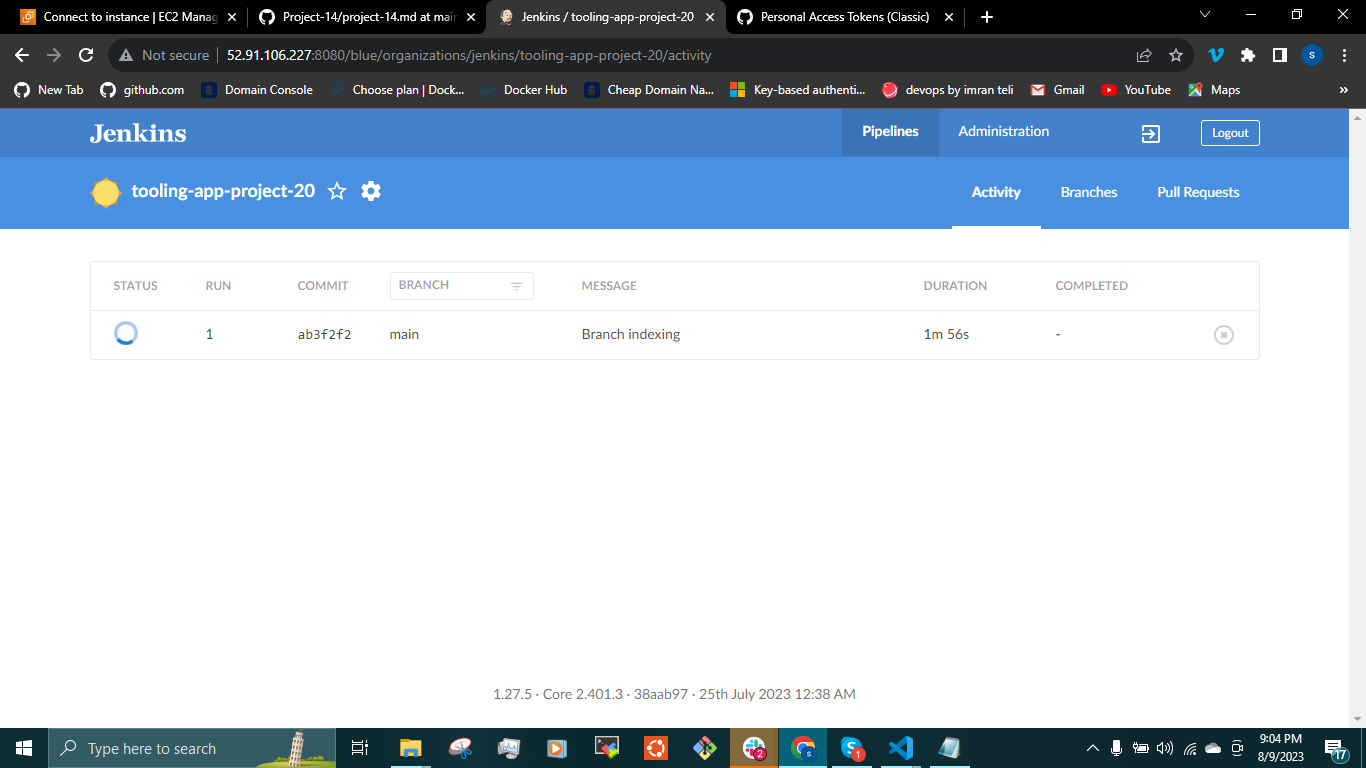 Connect to instance | EC2 Manag
Project-14/project-14.md at main
Jenkins / tooling-app-project-20
Personal Access Tokens (Classic)
Not secure 52.91.106.227:8080/blue/organizations/jenkins/tooling-app-project-20/activity
S
New Tab
github.com
Domain Console
Choose plan | Dock...
Docker Hub
Cheap Domain Na...
Key-based authenti...
devops by imran teli
Gmail
YouTube
Maps
»
Jenkins
Pipelines
Administration
Logout
tooling-app-project-20
Activity
Branches
Pull Requests
STATUS RUN COMMIT BRANCH MESSAGE DURATION COMPLETED
1 ab3f2f2 main Branch indexing 1m 56s -
1.27.5 · Core 2.401.3 · 38aab97 · 25th July 2023 12:38 AM
Type here to search
2
S
1
9:04 PM
8/9/2023
17